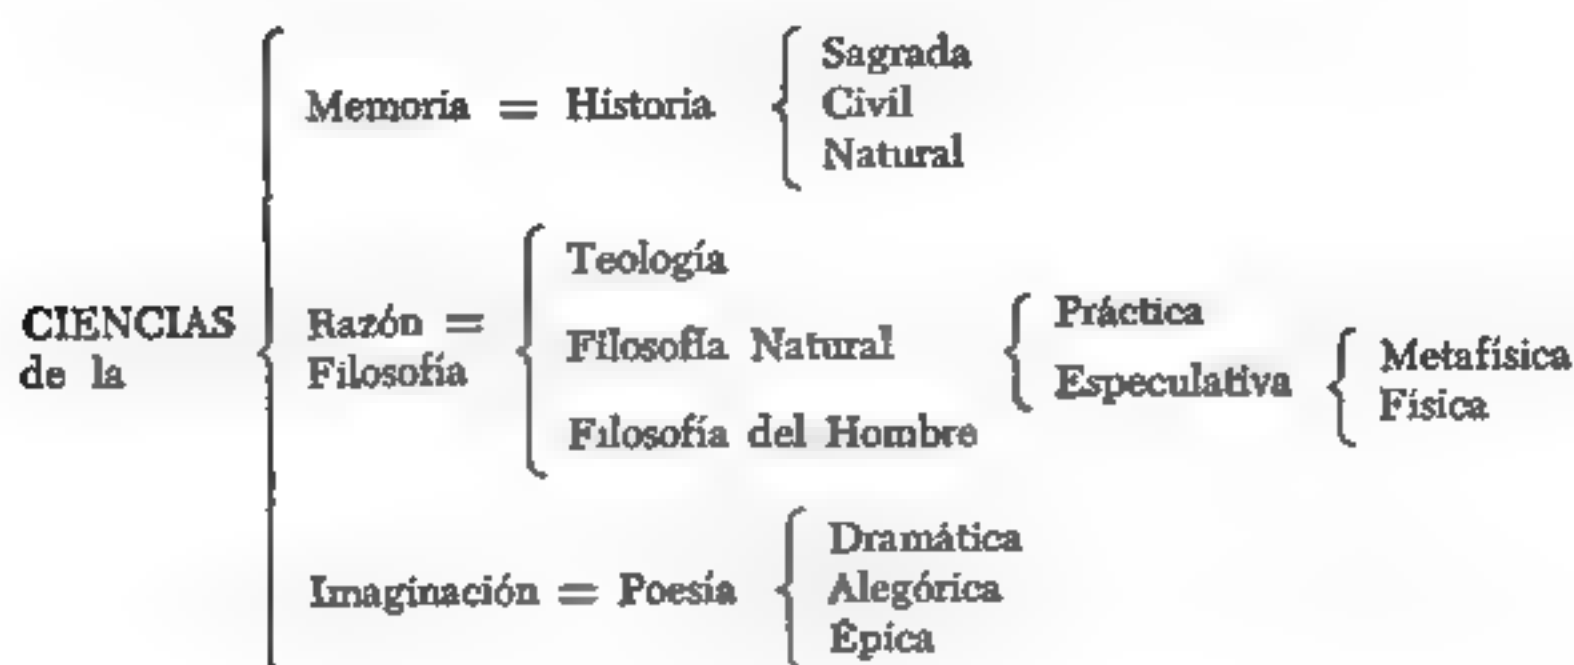 CIENCIAS
de la
Memoria = Historia
Sagrada
Civil
Natural
Razón =
Filosofía
Teología
Filosofía Natural
Práctica
Especulativa
Metafísica
Física
Filosofía del Hombre
Imaginación = Poesía
Dramática
Alegórica
Épica